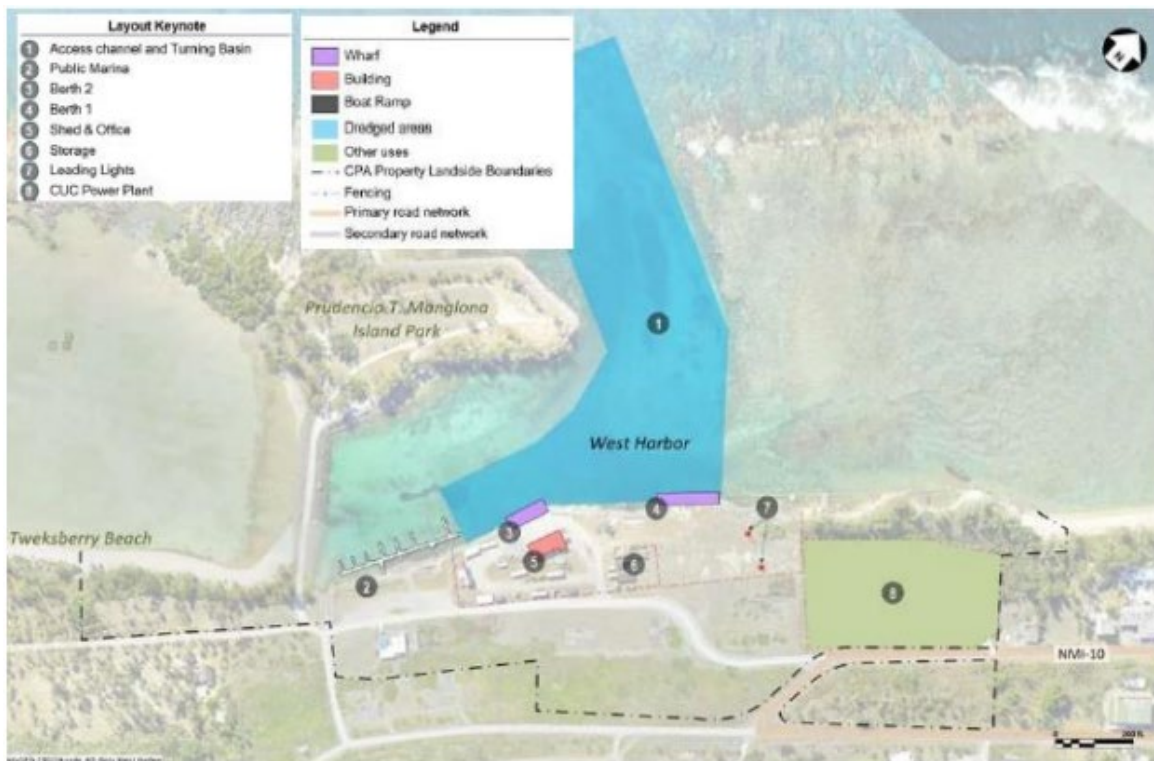 Layout Keynote
1 Access channel and Turning Basin
2 Public Marina
3 Berth 2
4 Berth 1
5 Shed & Office
6 Storage
7 Leading Lights
8 CUC Power Plant
Legend
Wharf
Building
Boat Ramp
Dredged areas
Other uses
CPA Property Landside Boundaries
Fencing
Primary road network
Secondary road network
N
Prudencio T. Manglona
Island Park
1
West Harbor
Tweksberry Beach
2
3
4
5
6
7
8
NMI-10